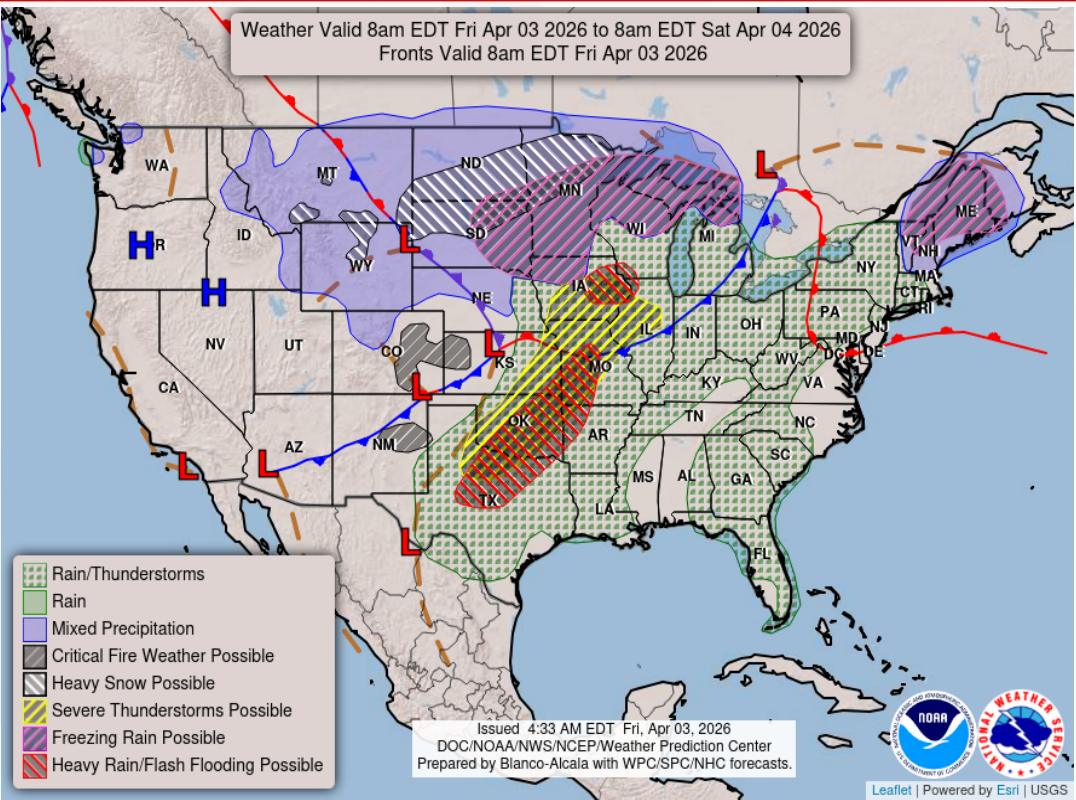 Weather Valid 8am EDT Fri Apr 03 2026 to 8am EDT Sat Apr 04 2026
Fronts Valid 8am EDT Fri Apr 03 2026
WA
MT
ND
MN
L
ME
H
R
ID
L
SD
WI
MI
VT
NH
WY
NY
MA
H
NE
IA
CT
RI
PA
NJ
NV
UT
CO
L
KS
IL
IN
OH
MD
DC
L
DE
MO
WV
CA
L
KY
VA
AZ
NM
OK
AR
TN
NC
SC
L
L
TX
MS
AL
GA
LA
L
FL
Rain/Thunderstorms
Rain
Mixed Precipitation
Critical Fire Weather Possible
Heavy Snow Possible
Severe Thunderstorms Possible
Freezing Rain Possible
Heavy Rain/Flash Flooding Possible
Issued 4:33 AM EDT Fri, Apr 03, 2026
DOC/NOAA/NWS/NCEP/Weather Prediction Center
Prepared by Blanco-Alcala with WPC/SPC/NHC forecasts.
NOAA
NATIONAL WEATHER SERVICE
Leaflet | Powered by Esri | USGS